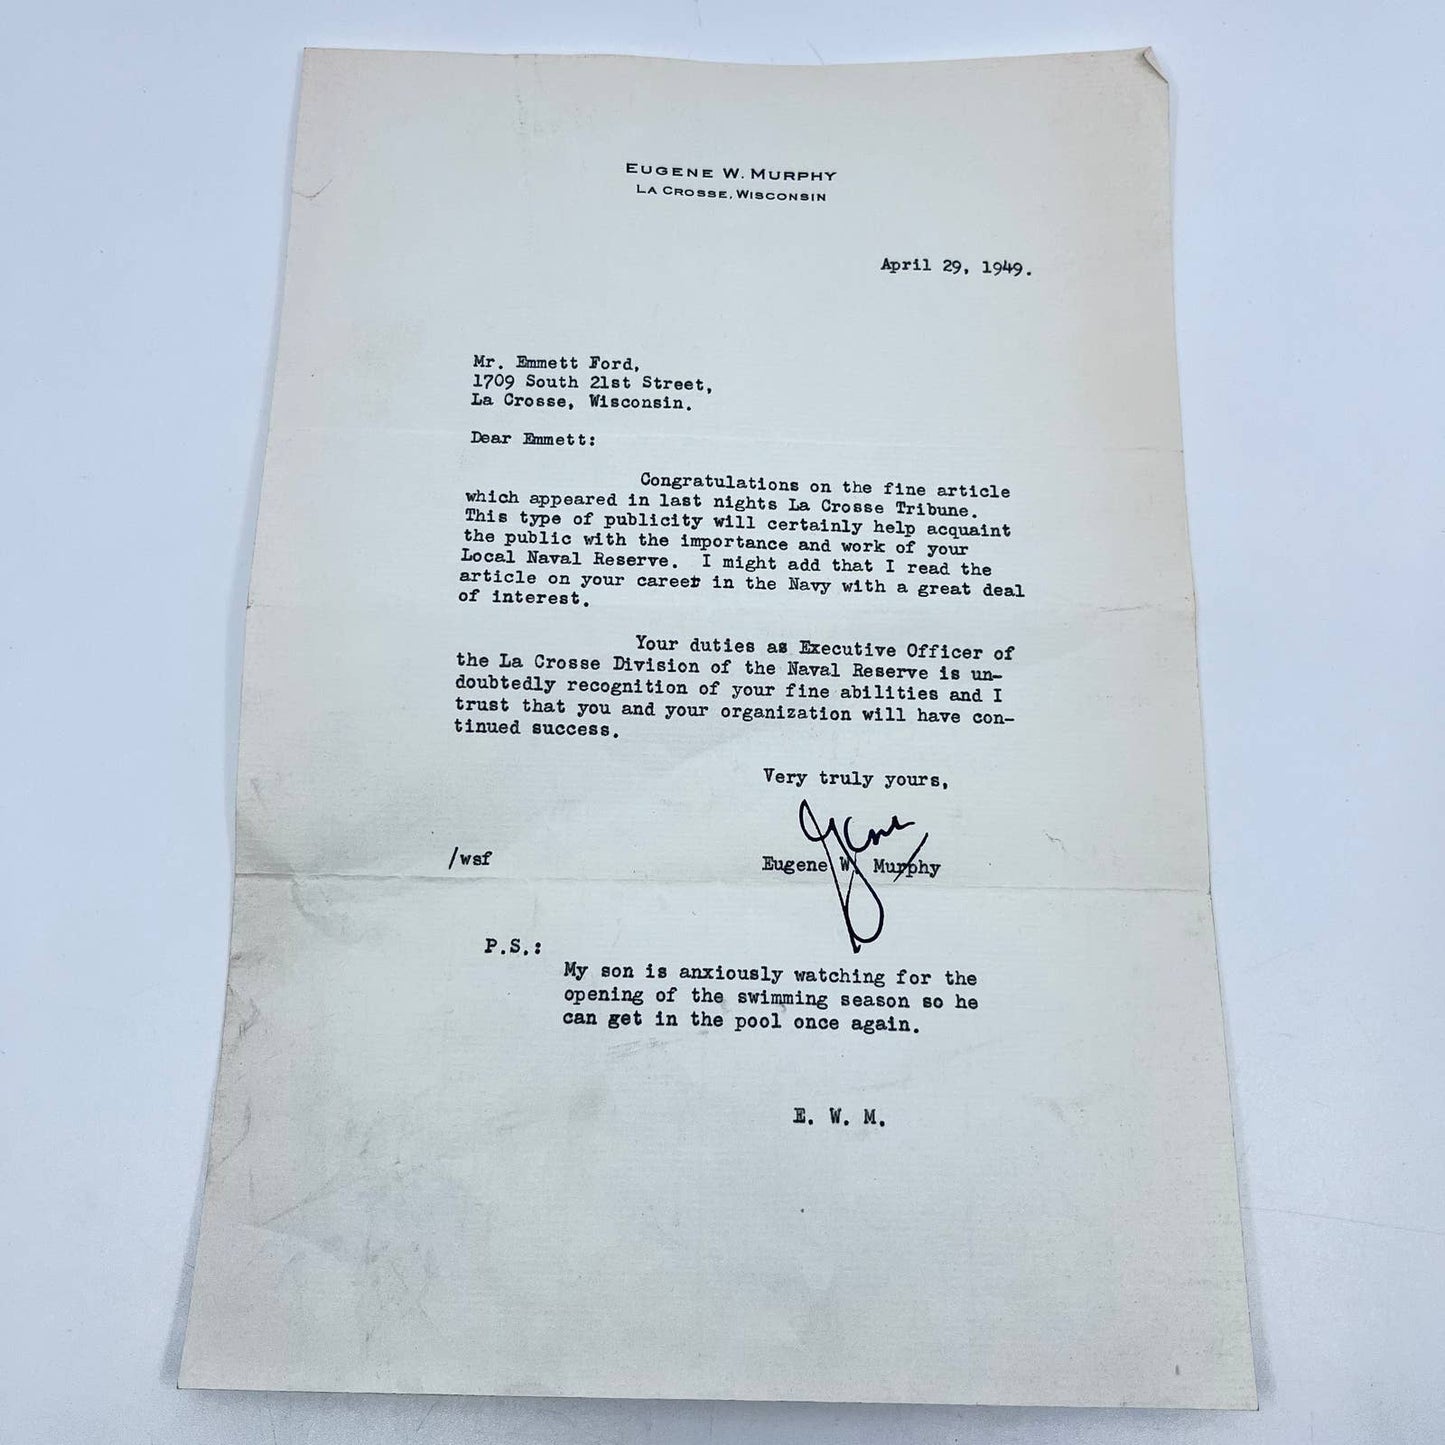 EUGENE W. MURPHY
LA CROSSE, WISCONSIN
April 29, 1949.
Mr. Emmett Ford,
1709 South 21st Street,
La Crosse, Wisconsin.
Dear Emmett:
Congratulations on the fine article
which appeared in last nights La Crosse Tribune.
This type of publicity will certainly help acquaint
the public with the importance and work of your
Local Naval Reserve. I might add that I read the
article on your career in the Navy with a great deal
of interest.
Your duties as Executive Officer of
the La Crosse Division of the Naval Reserve is un-
doubtedly recognition of your fine abilities and I
trust that you and your organization will have con-
tinued success.
Very truly yours,
Gene
/wsf
Eugene W. Murphy
P.S.:
My son is anxiously watching for the
opening of the swimming season so he
can get in the pool once again.
E. W. M.